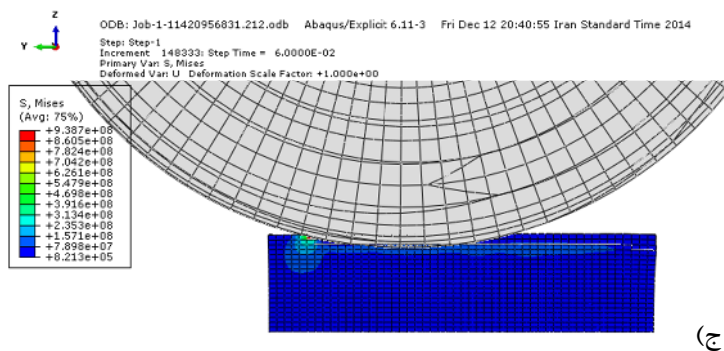 Z
Y
ODB: Job-1-11420956831.212.odb Abaqus/Explicit 6.11-3 Fri Dec 12 20:40:55 Iran Standard Time 2014
Step: Step-1
Increment 148333: Step Time = 6.0000E-02
Primary Var: S, Mises
Deformed Var: U Deformation Scale Factor: +1.000e+00
S, Mises
(Avg: 75%)
+9.387e+08
+8.605e+08
+7.824e+08
+7.042e+08
+6.261e+08
+5.479e+08
+4.698e+08
+3.916e+08
+3.134e+08
+2.353e+08
+1.571e+08
+7.898e+07
+8.213e+05
ج)